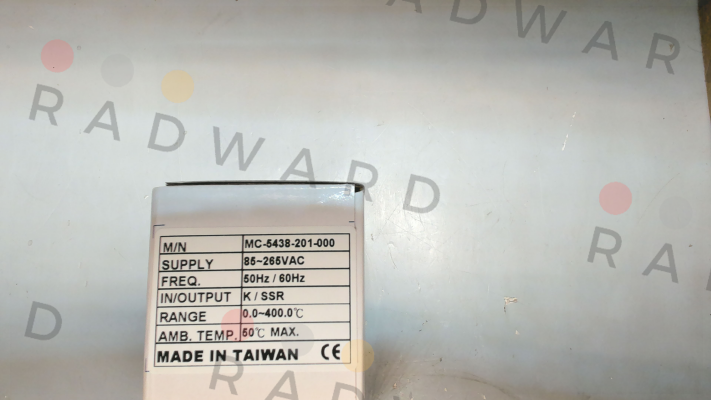 RADWARD
RADWARD
RA
D
M/N MC-5438-201-000
SUPPLY 85~265VAC
FREQ. 50Hz / 60Hz
IN/OUTPUT K / SSR
RANGE 0.0~400.0℃
AMB. TEMP. 50℃ MAX.
MADE IN TAIWAN CE
RADWARD